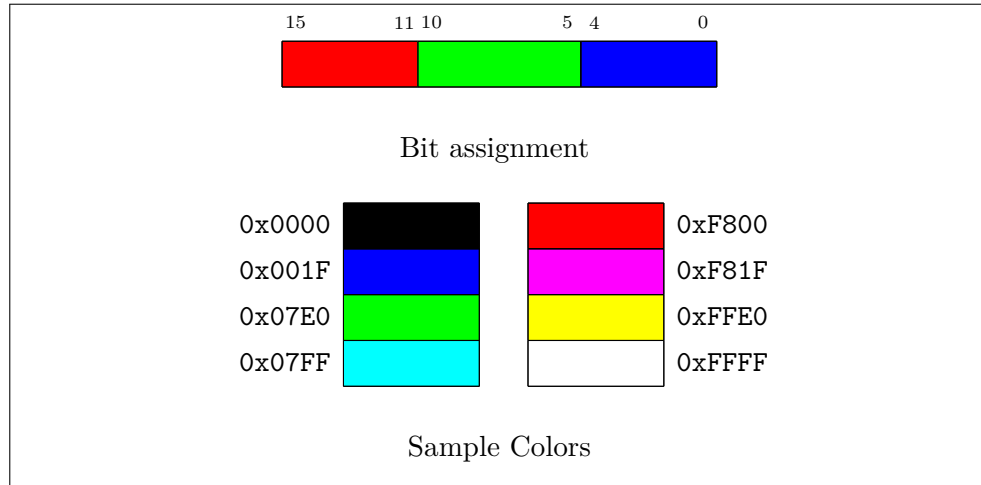 15 11 10 5 4 0
Bit assignment
0x0000 0xF800
0x001F 0xF81F
0x07E0 0xFFE0
0x07FF 0xFFFF
Sample Colors